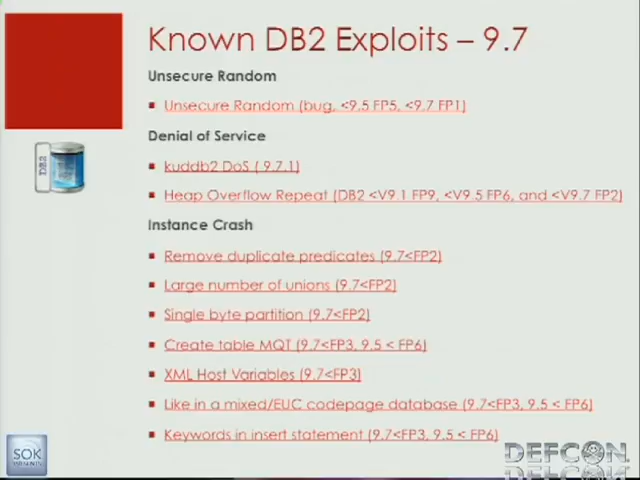 Known DB2 Exploits – 9.7
Unsecure Random
Unsecure Random (bug, <9.5 FP5, <9.7 FP1)
Denial of Service
DB2
kuddb2 DoS ( 9.7.1)
Heap Overflow Repeat (DB2 <V9.1 FP9, <V9.5 FP6, and <V9.7 FP2)
Instance Crash
Remove duplicate predicates (9.7<FP2)
Large number of unions (9.7<FP2)
Single byte partition (9.7<FP2)
Create table MQT (9.7<FP3, 9.5 < FP6)
XML Host Variables (9.7<FP3)
Like in a mixed/EUC codepage database (9.7<FP3, 9.5 < FP6)
Keywords in insert statement (9.7<FP3, 9.5 < FP6)
SOK
DEFCON